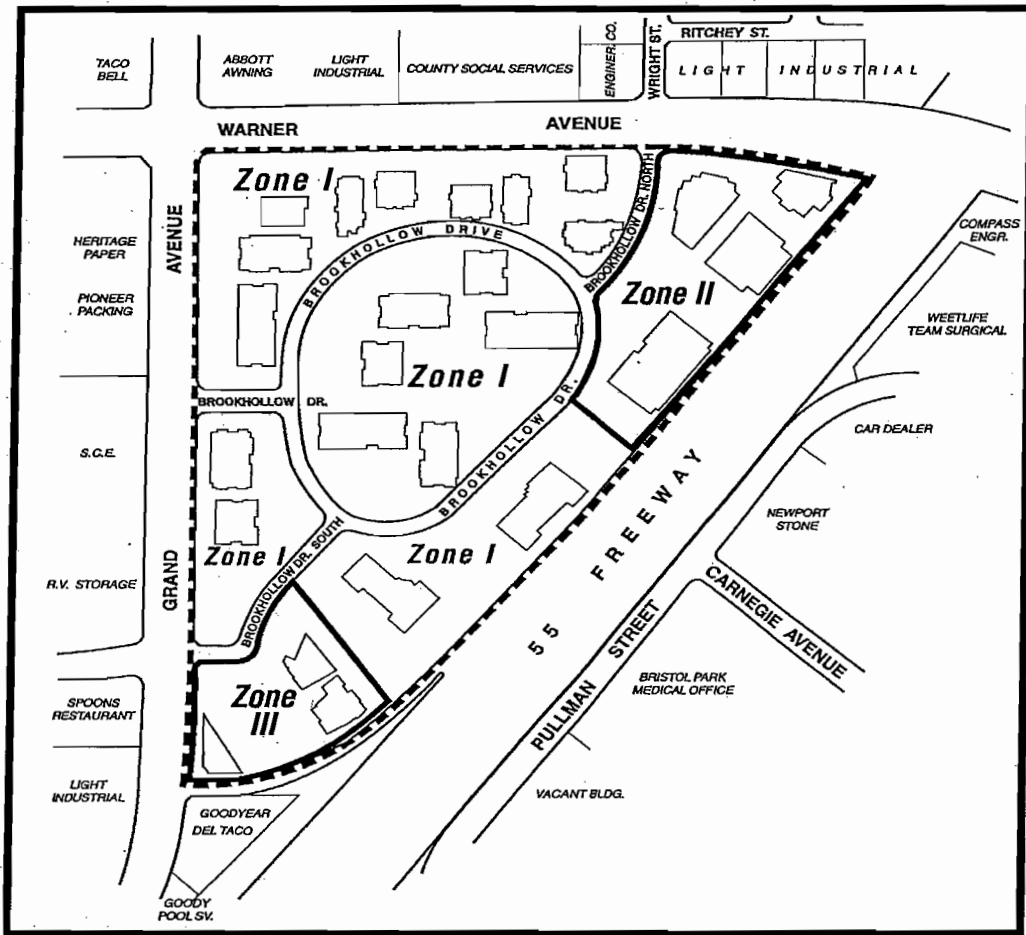 TACO
BELL
ABBOTT
AWNING
LIGHT
INDUSTRIAL
COUNTY SOCIAL SERVICES
ENGINER. CO.
WRIGHT ST.
RITCHEY ST.
LIGHT INDUSTRIAL
WARNER AVENUE
Zone I
BROOKHOLLOW DR. NORTH
COMPASS
ENGR.
AVENUE
HERITAGE
PAPER
BROOKHOLLOW DRIVE
PIONEER
PACKING
Zone II
WEETLIFE
TEAM SURGICAL
Zone I
BROOKHOLLOW DR.
BROOKHOLLOW DR.
CAR DEALER
S.C.E.
55 FREEWAY
NEWPORT
STONE
Zone I
BROOKHOLLOW DR. SOUTH
Zone I
R.V. STORAGE
GRAND
CARNEGIE AVENUE
PULLMAN STREET
BRISTOL PARK
MEDICAL OFFICE
SPOONS
RESTAURANT
Zone
III
LIGHT
INDUSTRIAL
VACANT BLDG.
GOODYEAR
DEL TACO
GOODY
POOL SV.